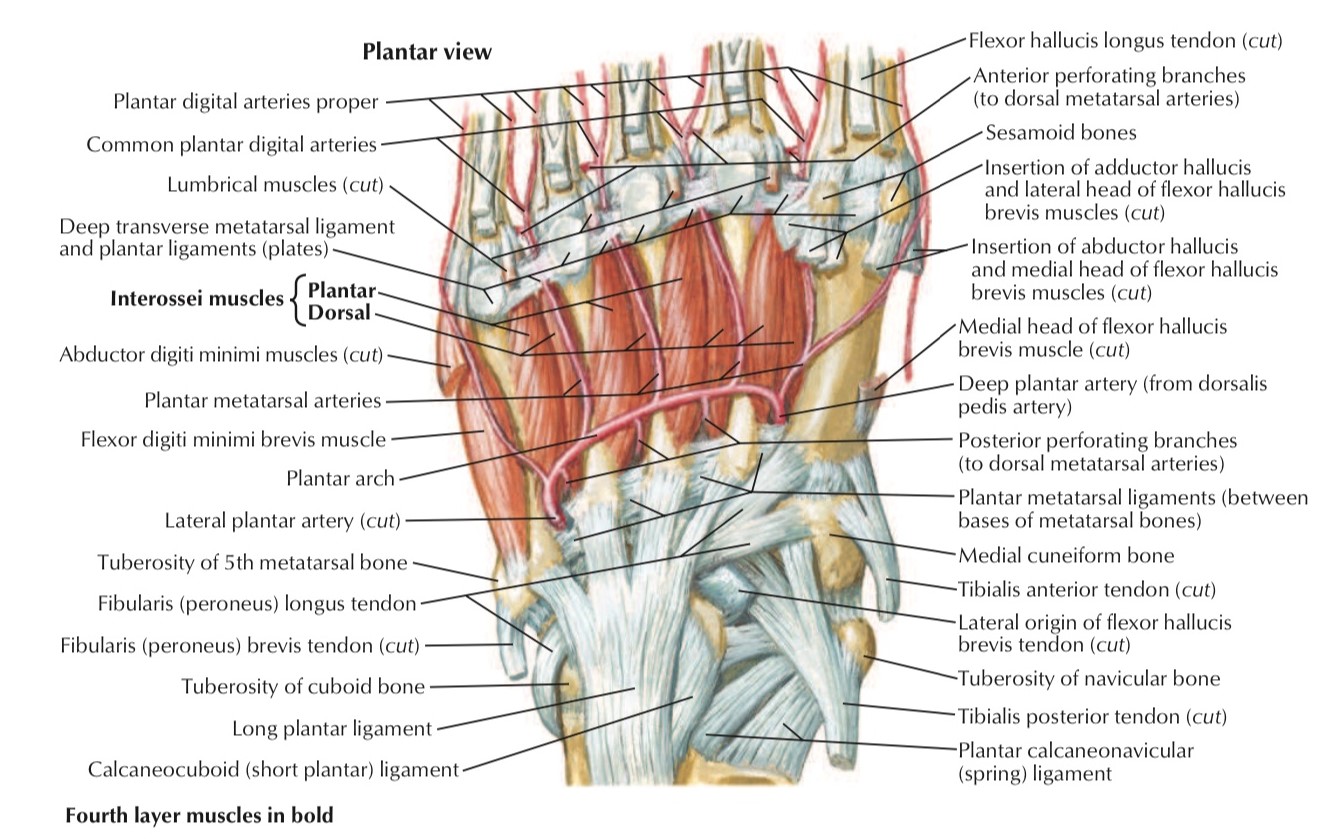 Plantar view
Plantar digital arteries proper
Common plantar digital arteries
Lumbrical muscles (cut)
Deep transverse metatarsal ligament
and plantar ligaments (plates)
Interossei muscles { Plantar
Dorsal
Abductor digiti minimi muscles (cut)
Plantar metatarsal arteries
Flexor digiti minimi brevis muscle
Plantar arch
Lateral plantar artery (cut)
Tuberosity of 5th metatarsal bone
Fibularis (peroneus) longus tendon
Fibularis (peroneus) brevis tendon (cut)
Tuberosity of cuboid bone
Long plantar ligament
Calcaneocuboid (short plantar) ligament
Fourth layer muscles in bold
Flexor hallucis longus tendon (cut)
Anterior perforating branches
(to dorsal metatarsal arteries)
Sesamoid bones
Insertion of adductor hallucis
and lateral head of flexor hallucis
brevis muscles (cut)
Insertion of abductor hallucis
and medial head of flexor hallucis
brevis muscles (cut)
Medial head of flexor hallucis
brevis muscle (cut)
Deep plantar artery (from dorsalis
pedis artery)
Posterior perforating branches
(to dorsal metatarsal arteries)
Plantar metatarsal ligaments (between
bases of metatarsal bones)
Medial cuneiform bone
Tibialis anterior tendon (cut)
Lateral origin of flexor hallucis
brevis tendon (cut)
Tuberosity of navicular bone
Tibialis posterior tendon (cut)
Plantar calcaneonavicular
(spring) ligament